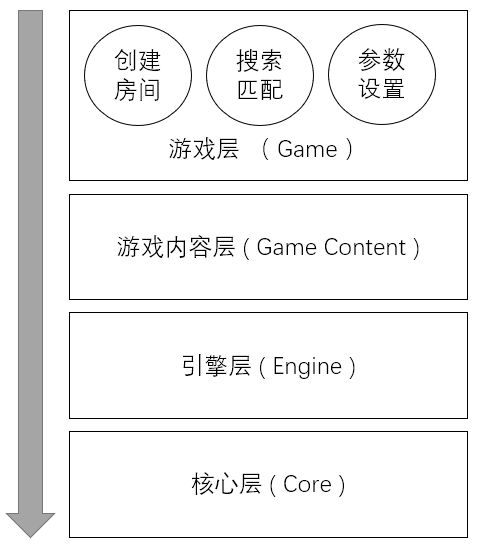 创建
房间
搜索
匹配
参数
设置
游戏层 （ Game ）
游戏内容层 ( Game Content )
引擎层 ( Engine )
核心层 ( Core )